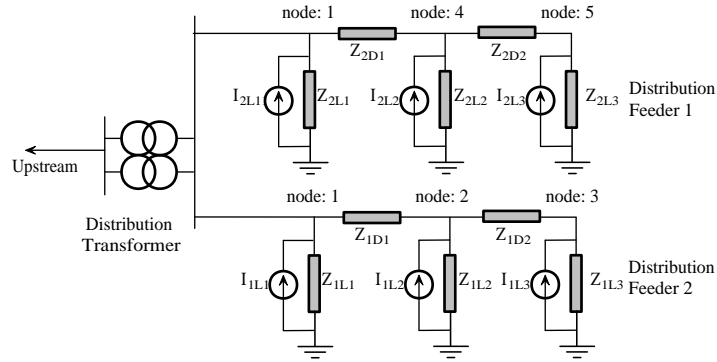 node: 1
node: 4
node: 5
Z2D1
Z2D2
I2L1
Z2L1
I2L2
Z2L2
I2L3
Z2L3
Distribution
Feeder 1
Upstream
Distribution
Transformer
node: 1
node: 2
node: 3
Z1D1
Z1D2
I1L1
Z1L1
I1L2
Z1L2
I1L3
Z1L3
Distribution
Feeder 2